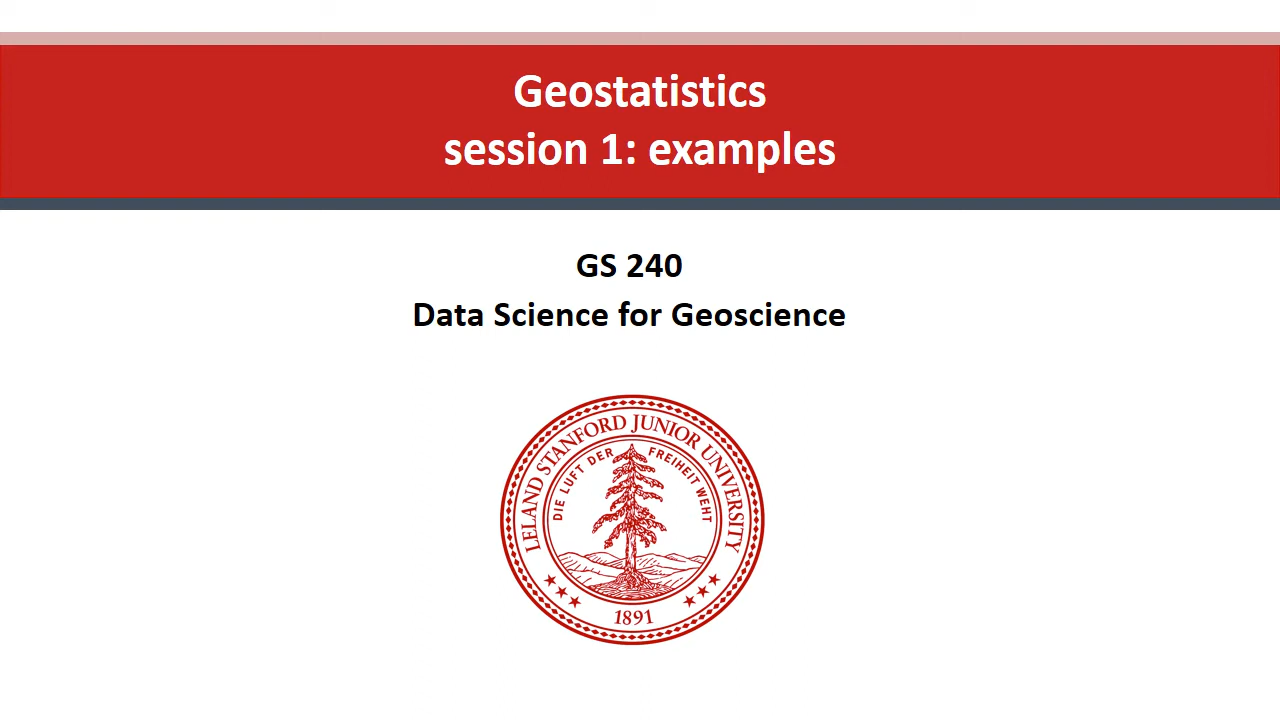 Geostatistics
session 1: examples
GS 240
Data Science for Geoscience
LELAND STANFORD JUNIOR UNIVERSITY
DIE LUFT DER FREIHEIT WEHT
1891